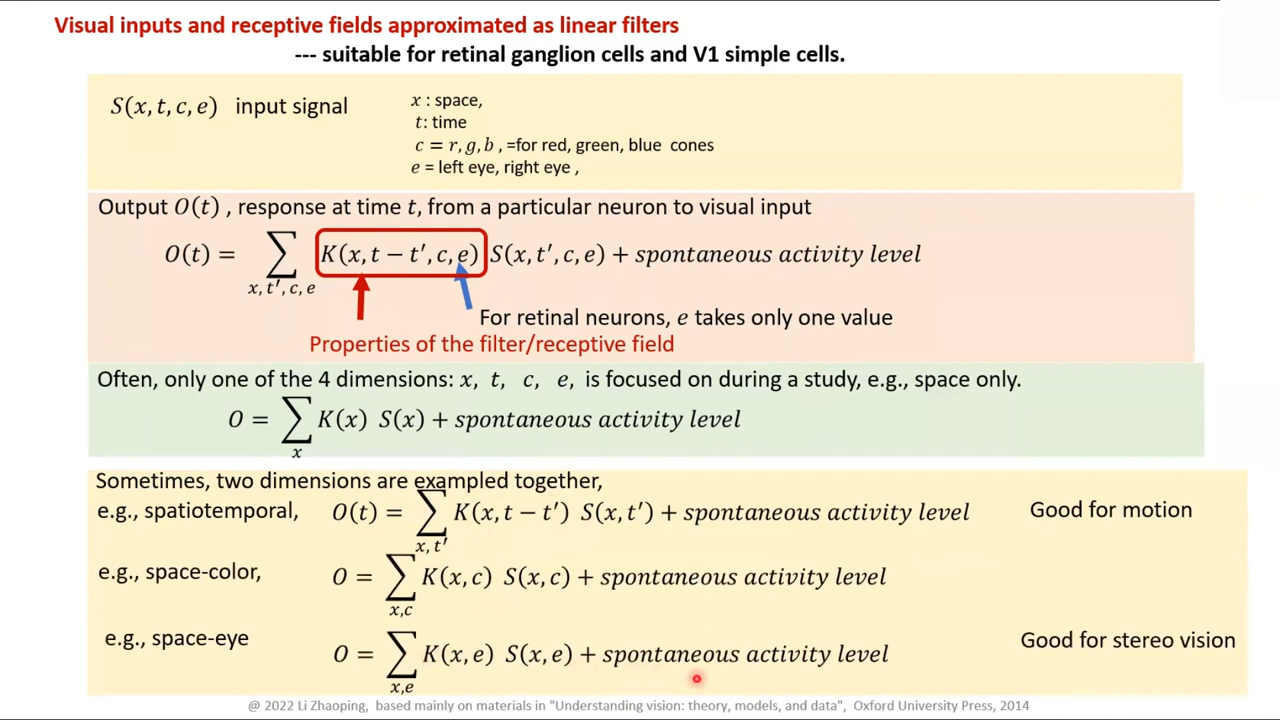 Visual inputs and receptive fields approximated as linear filters
--- suitable for retinal ganglion cells and V1 simple cells.
S(x, t, c, e) input signal
x : space,
t: time
c = r, g, b , =for red, green, blue cones
e = left eye, right eye ,
Output O(t) , response at time t, from a particular neuron to visual input
O(t) = ∑ K(x, t − t′, c, e) S(x, t′, c, e) + spontaneous activity level
x, t′, c, e
For retinal neurons, e takes only one value
Properties of the filter/receptive field
Often, only one of the 4 dimensions: x, t, c, e, is focused on during a study, e.g., space only.
O = ∑ K(x) S(x) + spontaneous activity level
x
Sometimes, two dimensions are exampled together,
e.g., spatiotemporal, O(t) = ∑ K(x, t − t′) S(x, t′) + spontaneous activity level Good for motion
x, t′
e.g., space-color, O = ∑ K(x, c) S(x, c) + spontaneous activity level
x,c
e.g., space-eye O = ∑ K(x, e) S(x, e) + spontaneous activity level Good for stereo vision
x,e
@ 2022 Li Zhaoping, based mainly on materials in "Understanding vision: theory, models, and data", Oxford University Press, 2014